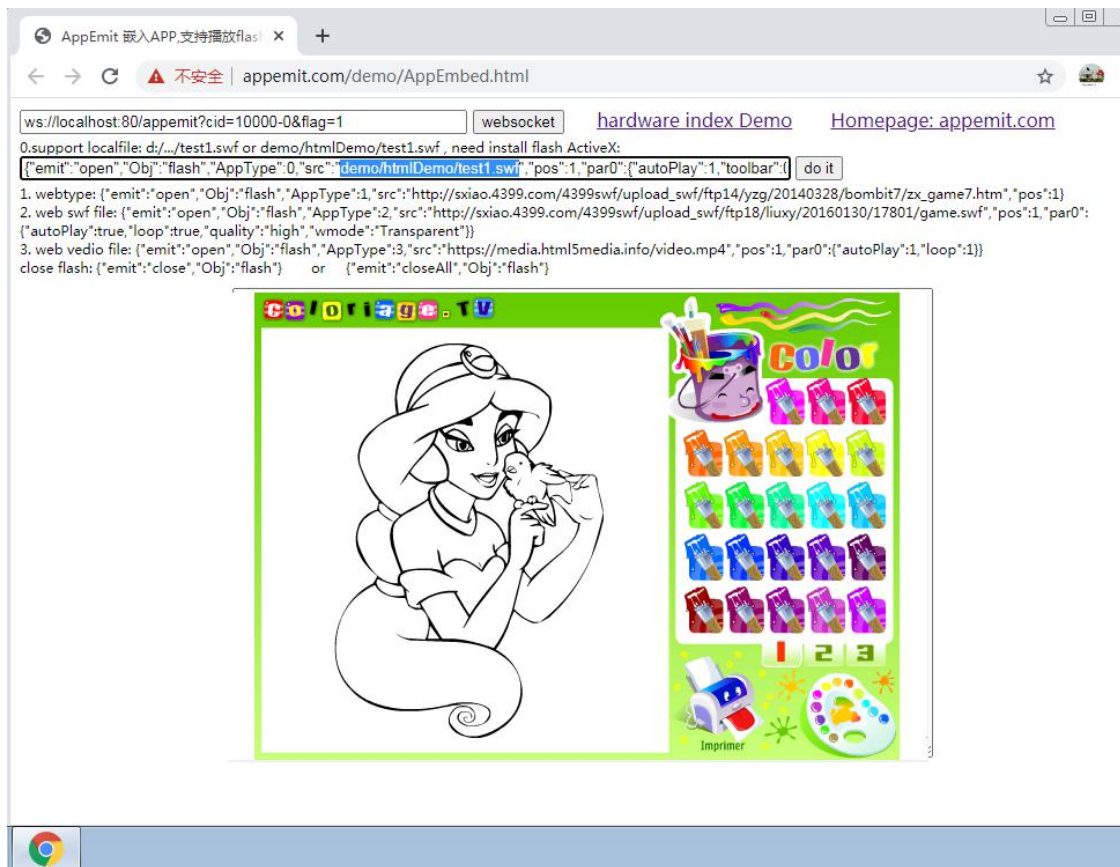 AppEmit 嵌入APP,支持播放flas
不安全 appemit.com/demo/AppEmbed.html
ws://localhost:80/appemit?cid=10000-0&flag=1 websocket hardware index Demo Homepage: appemit.com
0.support localfile: d:/.../test1.swf or demo/htmlDemo/test1.swf , need install flash ActiveX:
{"emit":"open","Obj":"flash","AppType":0,"src":"demo/htmlDemo/test1.swf","pos":1,"par0":{"autoPlay":1,"toolbar":{ do it
1. webtype: {"emit":"open","Obj":"flash","AppType":1,"src":"http://sxiao.4399.com/4399swf/upload_swf/ftp14/yzg/20140328/bombit7/zx_game7.htm","pos":1}
2. web swf file: {"emit":"open","Obj":"flash","AppType":2,"src":"http://sxiao.4399.com/4399swf/upload_swf/ftp18/liuxy/20160130/17801/game.swf","pos":1,"par0":
{"autoPlay":true,"loop":true,"quality":"high","wmode":"Transparent"}}
3. web vedio file: {"emit":"open","Obj":"flash","AppType":3,"src":"https://media.html5media.info/video.mp4","pos":1,"par0":{"autoPlay":1,"loop":1}}
close flash: {"emit":"close","Obj":"flash"} or {"emit":"closeAll","Obj":"flash"}
coloriage.TV
color
1 2 3
Imprimer